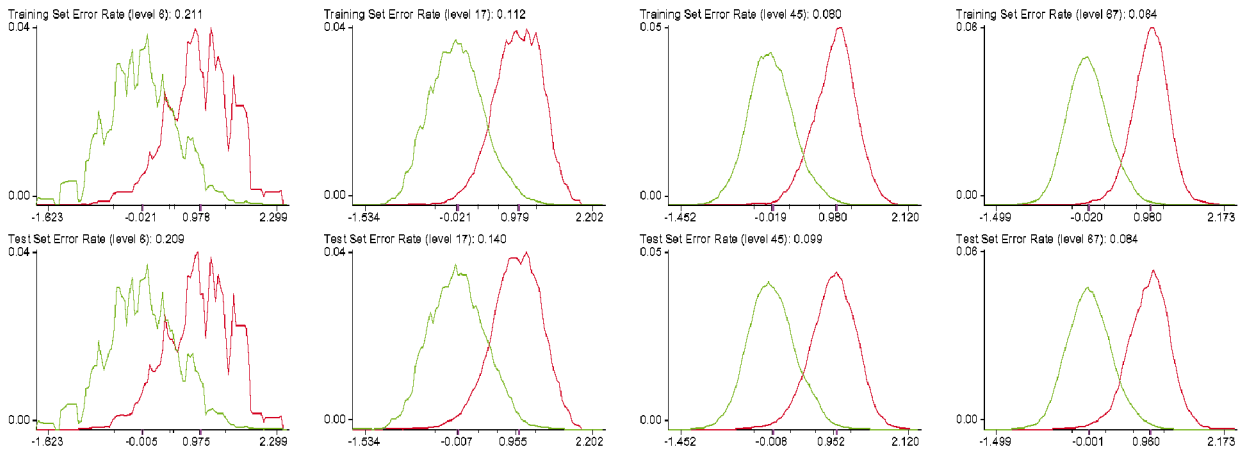 Training Set Error Rate (level 6): 0.211
0.04
0.00
-1.823 -0.021 0.978 2.299
Training Set Error Rate (level 17): 0.112
0.04
0.00
-1.534 -0.021 0.979 2.202
Training Set Error Rate (level 45): 0.080
0.05
0.00
-1.452 -0.019 0.980 2.120
Training Set Error Rate (level 67): 0.084
0.06
0.00
-1.499 -0.020 0.980 2.173
Test Set Error Rate (level 6): 0.209
0.04
0.00
-1.823 -0.005 0.975 2.299
Test Set Error Rate (level 17): 0.140
0.04
0.00
-1.534 -0.007 0.955 2.202
Test Set Error Rate (level 45): 0.099
0.05
0.00
-1.452 -0.008 0.952 2.120
Test Set Error Rate (level 67): 0.084
0.06
0.00
-1.499 -0.001 0.960 2.173